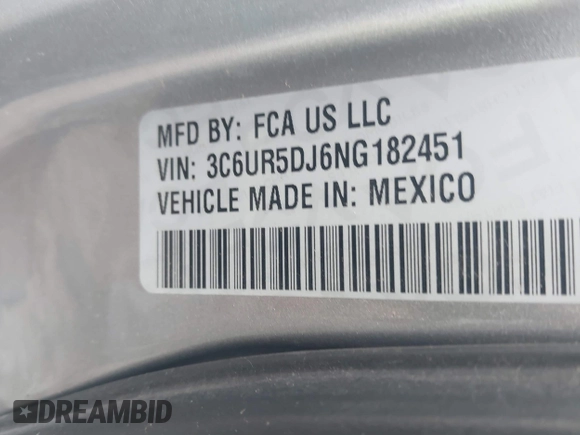 MFD BY: FCA US LLC
VIN: 3C6UR5DJ6NG182451
VEHICLE MADE IN: MEXICO
DREAMBID